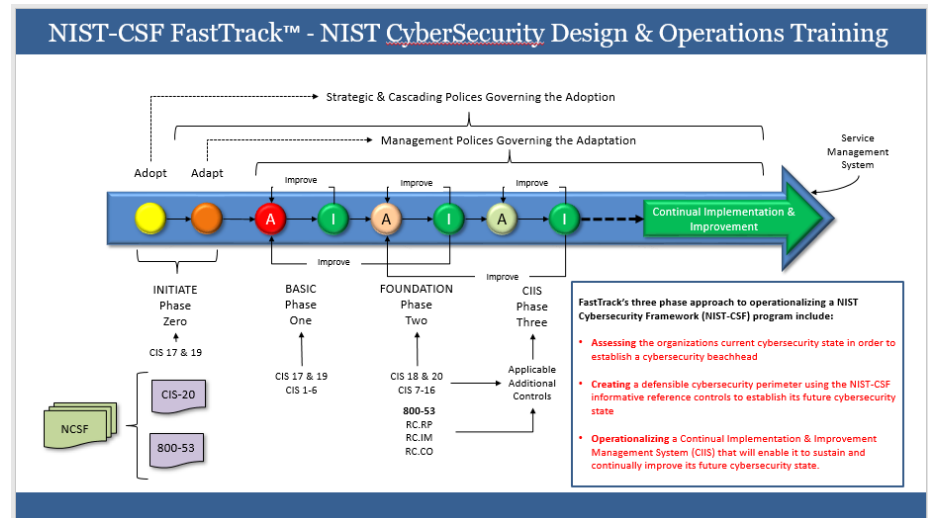 NIST-CSF FastTrack™ - NIST CyberSecurity Design & Operations Training
Strategic & Cascading Polices Governing the Adoption
Management Polices Governing the Adaptation
Service
Management
System
Adopt
Adapt
Improve
Improve
Improve
A
I
A
I
A
I
Continual Implementation &
Improvement
Improve
Improve
INITIATE
Phase
Zero
BASIC
Phase
One
FOUNDATION
Phase
Two
CIIS
Phase
Three
CIS 17 & 19
CIS 17 & 19
CIS 1-6
CIS 18 & 20
CIS 7-16
800-53
RC.RP
RC.IM
RC.CO
Applicable
Additional
Controls
NCSF
CIS-20
800-53
FastTrack's three phase approach to operationalizing a NIST
Cybersecurity Framework (NIST-CSF) program include:
• Assessing the organizations current cybersecurity state in order to
establish a cybersecurity beachhead
• Creating a defensible cybersecurity perimeter using the NIST-CSF
informative reference controls to establish its future cybersecurity
state
• Operationalizing a Continual Implementation & Improvement
Management System (CIIS) that will enable it to sustain and
continually improve its future cybersecurity state.